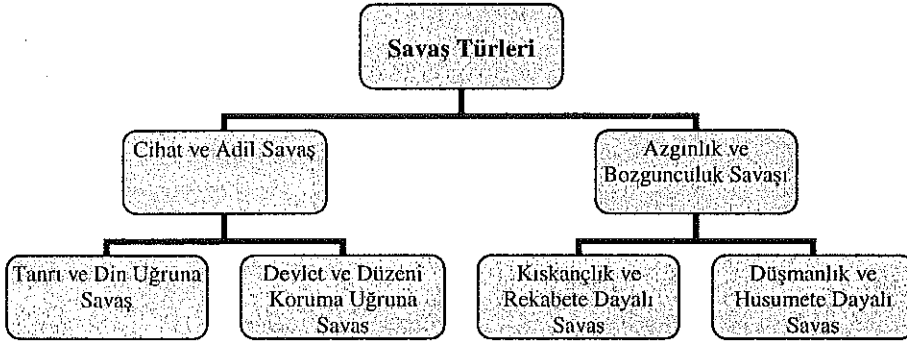 Savaş Türleri
Cihat ve Adil Savaş
Azgınlık ve
Bozgunculuk Savaşı
Tanrı ve Din Uğruna
Savaş
Devlet ve Düzeni
Koruma Uğruna
Savaş
Kıskançlık ve
Rekabete Dayalı
Savaş
Düşmanlık ve
Husumete Dayalı
Savaş